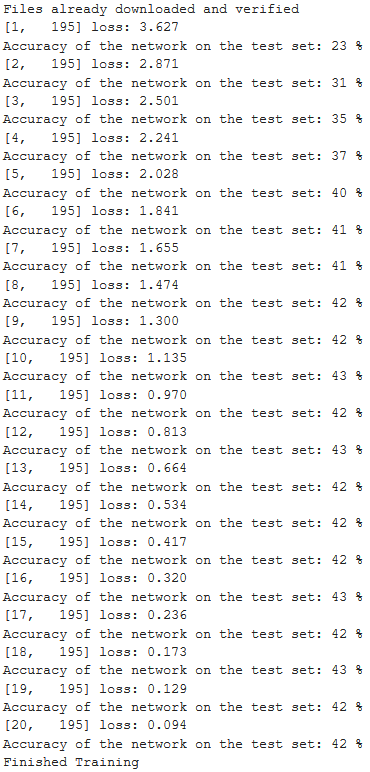 Files already downloaded and verified
[1,   195] loss: 3.627
Accuracy of the network on the test set: 23 %
[2,   195] loss: 2.871
Accuracy of the network on the test set: 31 %
[3,   195] loss: 2.501
Accuracy of the network on the test set: 35 %
[4,   195] loss: 2.241
Accuracy of the network on the test set: 37 %
[5,   195] loss: 2.028
Accuracy of the network on the test set: 40 %
[6,   195] loss: 1.841
Accuracy of the network on the test set: 41 %
[7,   195] loss: 1.655
Accuracy of the network on the test set: 41 %
[8,   195] loss: 1.474
Accuracy of the network on the test set: 42 %
[9,   195] loss: 1.300
Accuracy of the network on the test set: 42 %
[10,   195] loss: 1.135
Accuracy of the network on the test set: 43 %
[11,   195] loss: 0.970
Accuracy of the network on the test set: 42 %
[12,   195] loss: 0.813
Accuracy of the network on the test set: 43 %
[13,   195] loss: 0.664
Accuracy of the network on the test set: 42 %
[14,   195] loss: 0.534
Accuracy of the network on the test set: 42 %
[15,   195] loss: 0.417
Accuracy of the network on the test set: 42 %
[16,   195] loss: 0.320
Accuracy of the network on the test set: 43 %
[17,   195] loss: 0.236
Accuracy of the network on the test set: 42 %
[18,   195] loss: 0.173
Accuracy of the network on the test set: 43 %
[19,   195] loss: 0.129
Accuracy of the network on the test set: 42 %
[20,   195] loss: 0.094
Accuracy of the network on the test set: 42 %
Finished Training